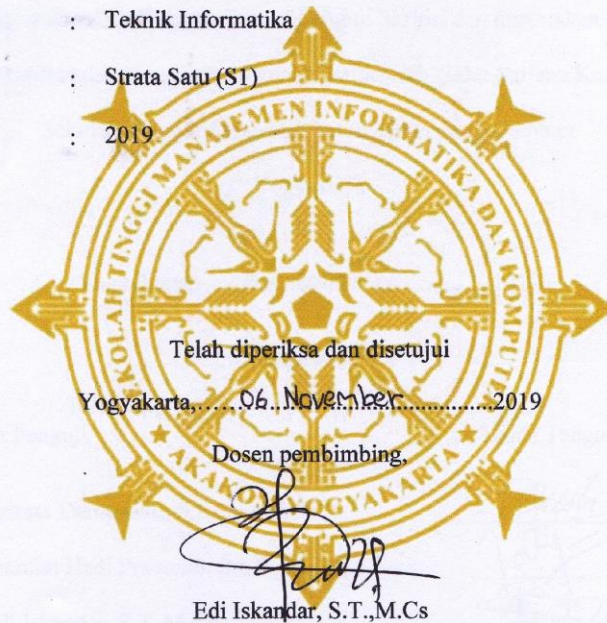 : Teknik Informatika
: Strata Satu (S1)
: 2019
SEKOLAH TINGGI MANAJEMEN INFORMATIKA DAN KOMPUTER
Telah diperiksa dan disetujui
Yogyakarta,......06 November..................................2019
Dosen pembimbing,
★ AKAKOM YOGYAKARTA ★
Edi Iskandar, S.T.,M.Cs